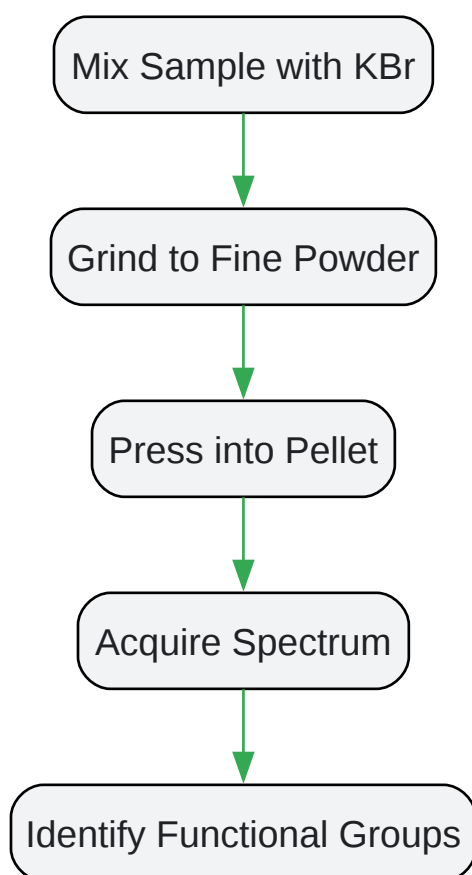 Mix Sample with KBr
Grind to Fine Powder
Press into Pellet
Acquire Spectrum
Identify Functional Groups